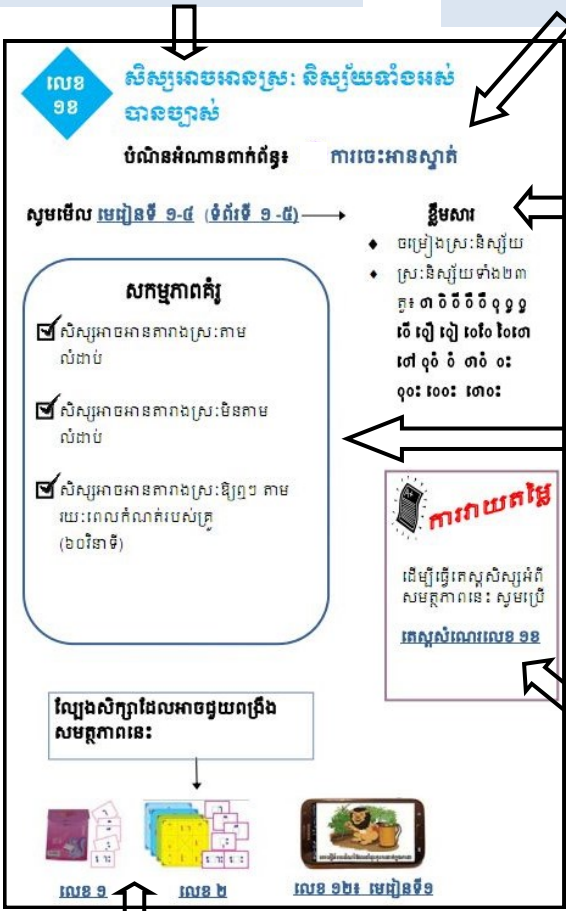 លេខ
១ខ
សិស្សអាចអានស្រៈ និស្ស័យទាំងអស់
បានច្បាស់
បំណិនអំណានពាក់ព័ន្ធ៖ ការចេះអានស្ទាត់
សូមមើល មេរៀនទី ១-៤ (ទំព័រទី ១ -៥)
ខ្លឹមសារ
ចម្រៀងស្រៈនិស្ស័យ
ស្រៈនិស្ស័យទាំង២៣
តួ៖ ា ិ ី ឹ ឺ ុ ូ ួ
ើ ឿ ៀ េ ែ ៃ ោ
ៅ ុំ ំ ាំ ះ
ុះ េះ ោះ
សកម្មភាពគំរូ
សិស្សអាចអានតារាងស្រៈតាម
លំដាប់
សិស្សអាចអានតារាងស្រៈមិនតាម
លំដាប់
សិស្សអាចអានតារាងស្រៈឱ្យឮៗ តាម
រយៈពេលកំណត់របស់គ្រូ
(៦០វិនាទី)
A+
ការវាយតម្លៃ
ដើម្បីធ្វើតេស្តសិស្សអំពី
សមត្ថភាពនេះ សូមប្រើ
តេស្តសំណេរលេខ ១ខ
ល្បែងសិក្សាដែលអាចជួយពង្រឹង
សមត្ថភាពនេះ
លេខ ១
លេខ ២
លេខ ១២៖ មេរៀនទី១